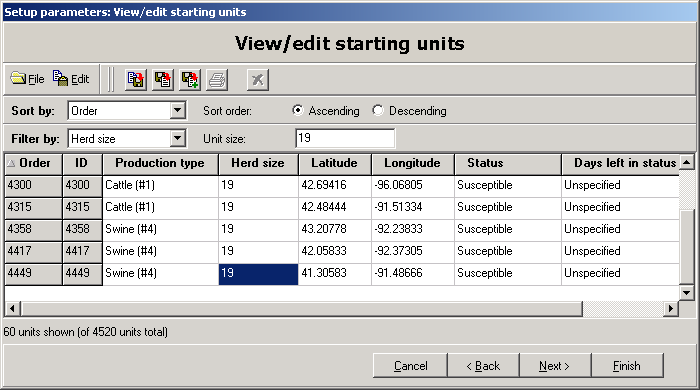 Setup parameters: View/edit starting units
View/edit starting units
File Edit
Sort by: Order Sort order: Ascending Descending
Filter by: Herd size Unit size: 19
Order ID Production type Herd size Latitude Longitude Status Days left in status
4300 4300 Cattle (#1) 19 42.69416 -96.06805 Susceptible Unspecified
4315 4315 Cattle (#1) 19 42.48444 -91.51334 Susceptible Unspecified
4358 4358 Swine (#4) 19 43.20778 -92.23833 Susceptible Unspecified
4417 4417 Swine (#4) 19 42.05833 -92.37305 Susceptible Unspecified
4449 4449 Swine (#4) 19 41.30583 -91.48666 Susceptible Unspecified
60 units shown (of 4520 units total)
Cancel < Back Next > Finish